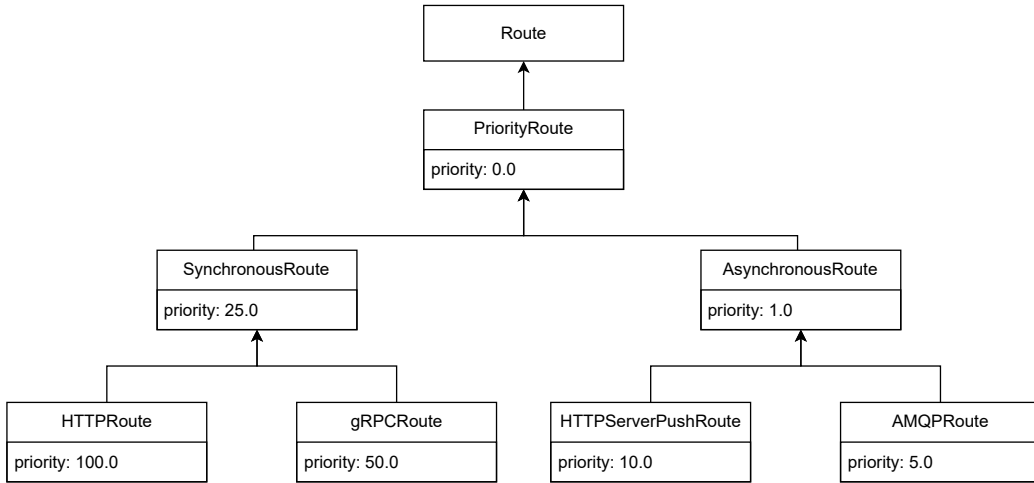 Route
PriorityRoute
priority: 0.0
SynchronousRoute
priority: 25.0
AsynchronousRoute
priority: 1.0
HTTPRoute
priority: 100.0
gRPCRoute
priority: 50.0
HTTPServerPushRoute
priority: 10.0
AMQPRoute
priority: 5.0